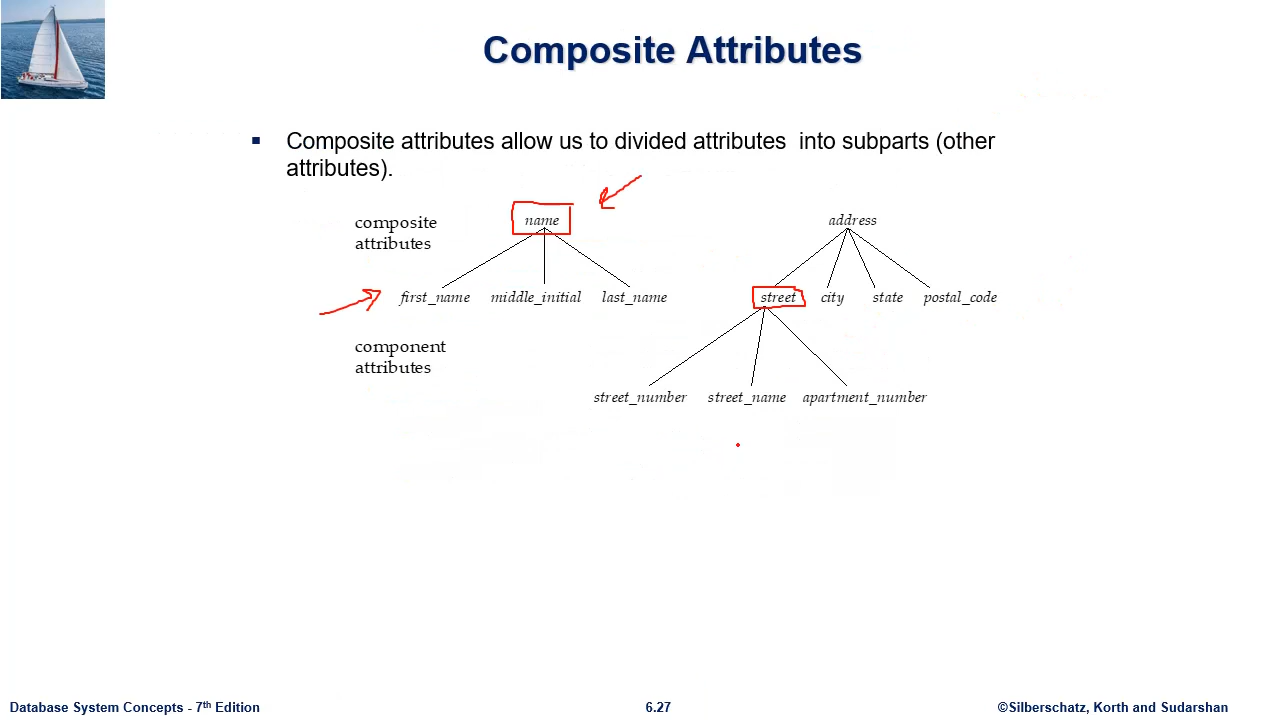 Composite Attributes
▪ Composite attributes allow us to divided attributes  into subparts (other
attributes).
composite
attributes
name
address
first_name middle_initial last_name
street city state postal_code
component
attributes
street_number street_name apartment_number
Database System Concepts - 7th Edition
6.27
©Silberschatz, Korth and Sudarshan